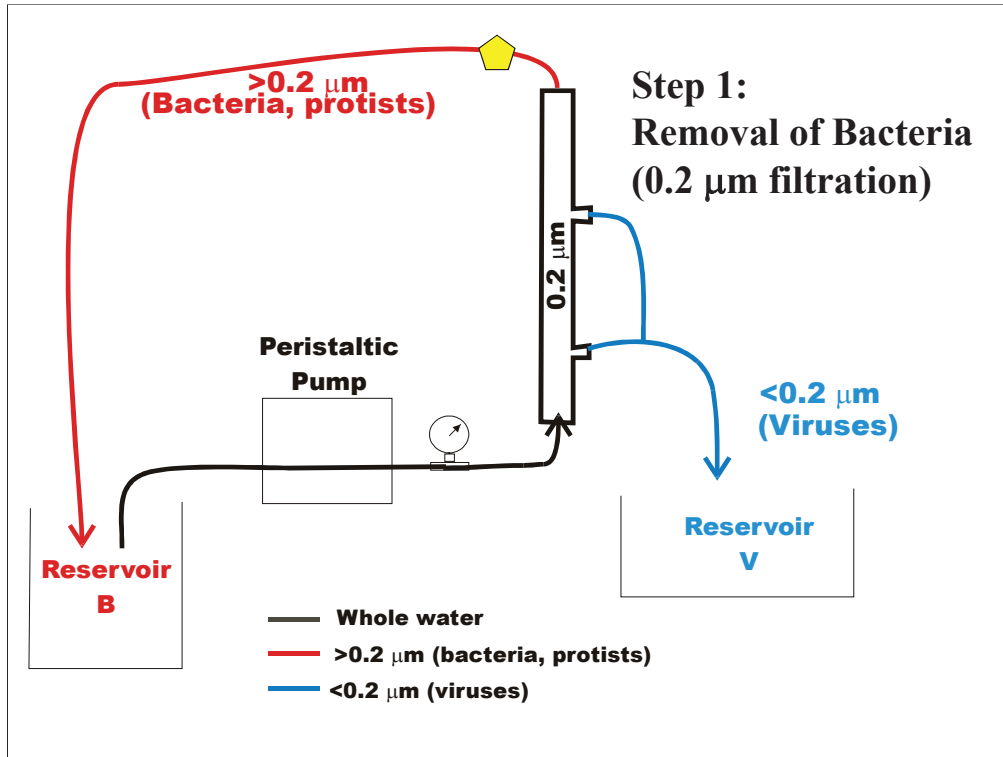 Step 1:
Removal of Bacteria
(0.2 μm filtration)
>0.2 μm
(Bacteria, protists)
0.2 μm
Peristaltic
Pump
<0.2 μm
(Viruses)
Reservoir
B
Reservoir
V
Whole water
>0.2 μm (bacteria, protists)
<0.2 μm (viruses)